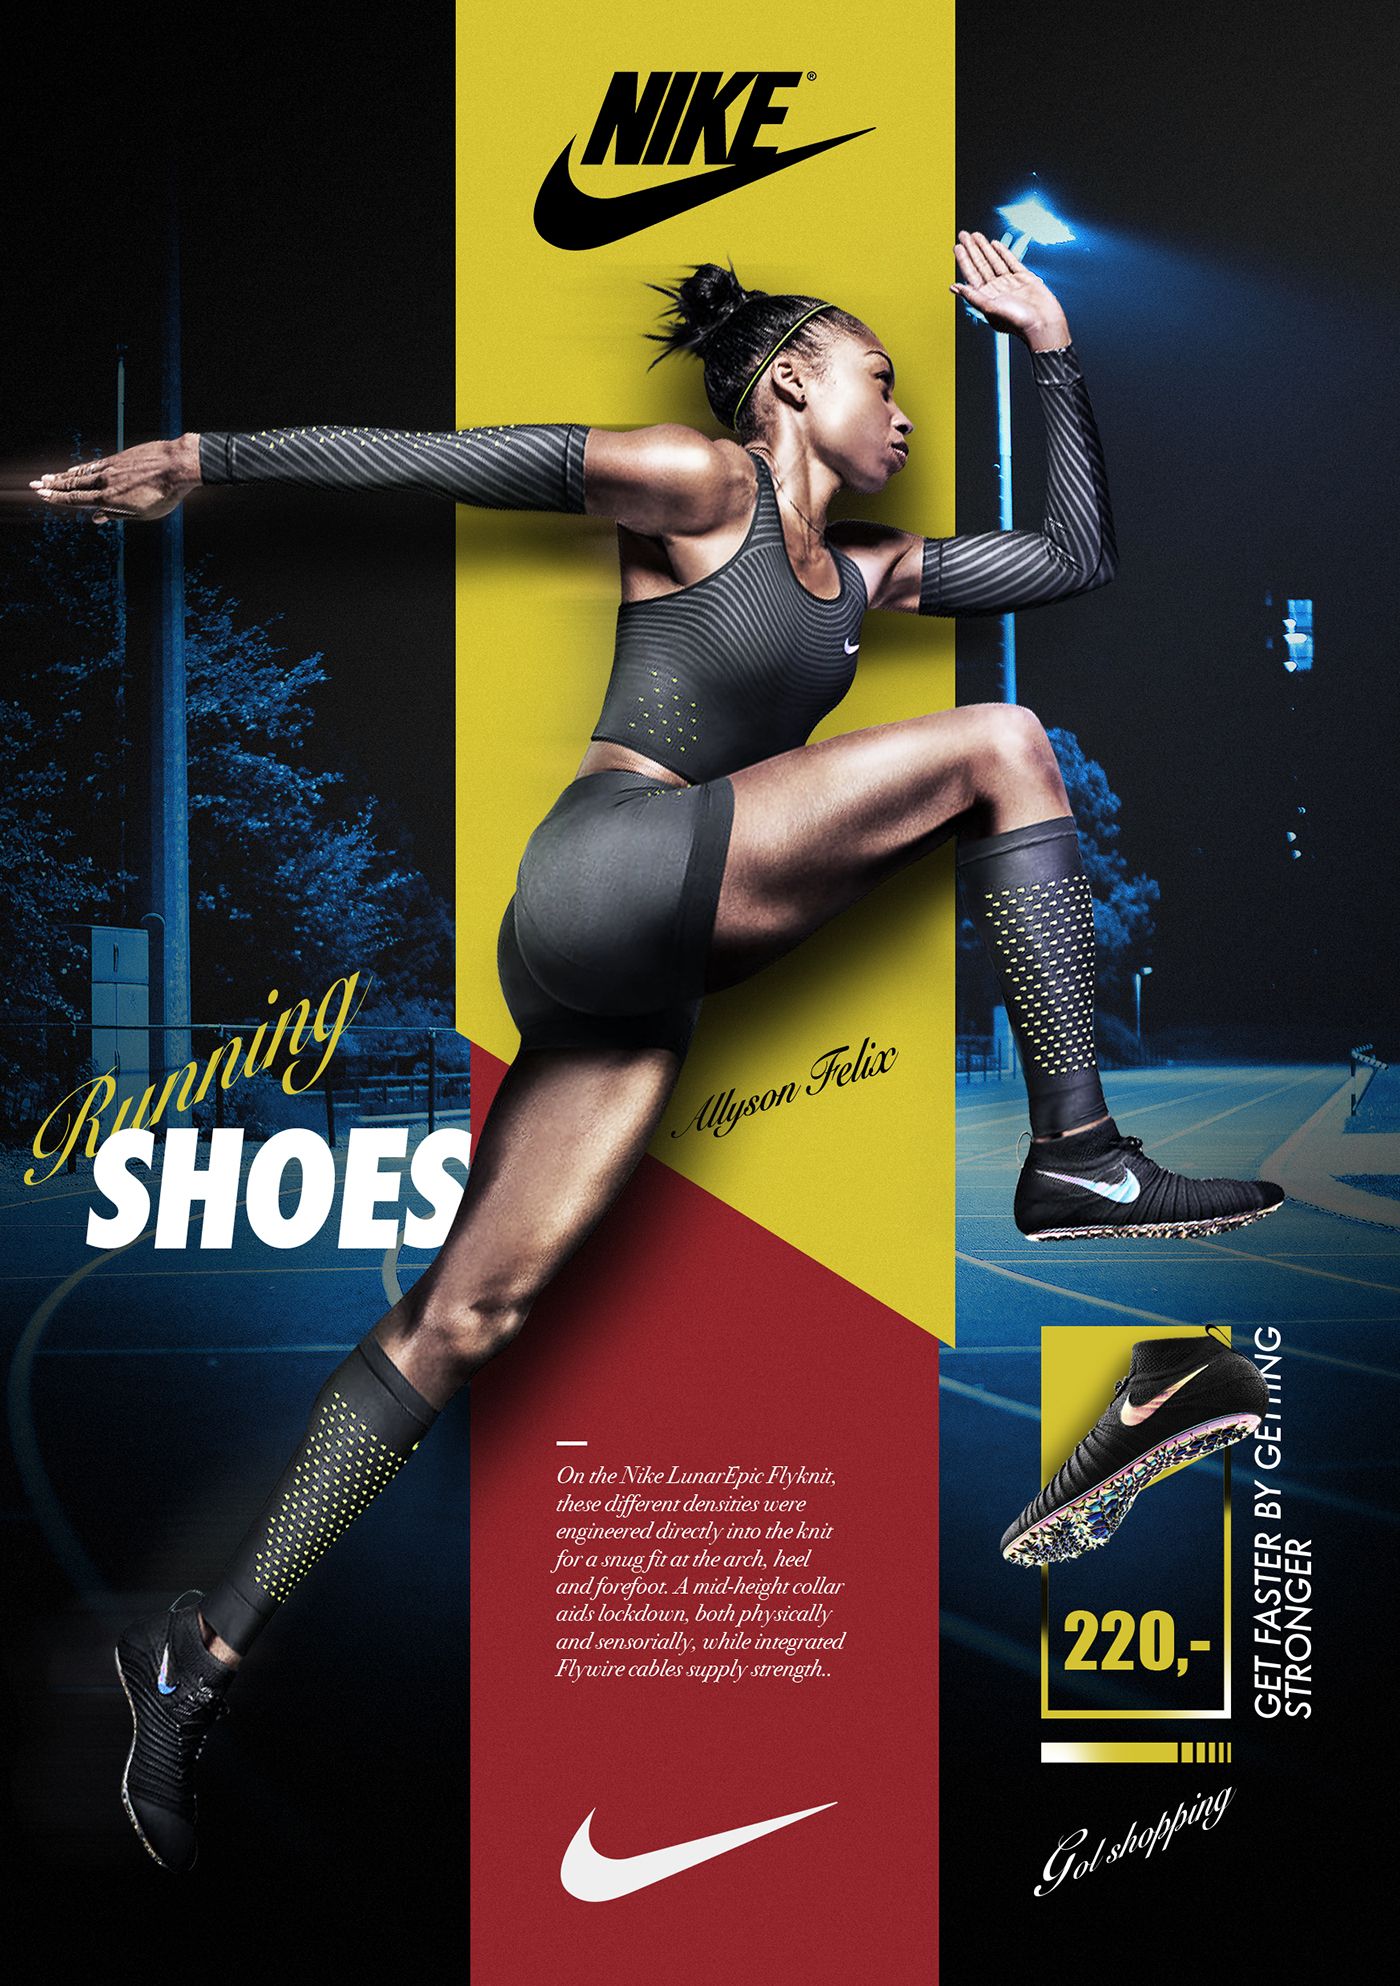 NIKE®
Running
SHOES
Allyson Felix
On the Nike LunarEpic Flyknit,
these different densities were
engineered directly into the knit
for a snug fit at the arch, heel
and forefoot. A mid-height collar
aids lockdown, both physically
and sensorially, while integrated
Flywire cables supply strength..
220,-
GET FASTER BY GETTING
STRONGER
Gol shopping